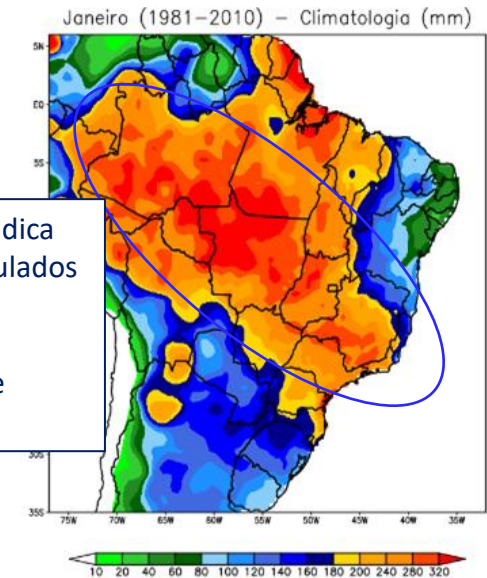 Janeiro (1981-2010) - Climatologia (mm)
5N
EQ
5S
dica
ulados
e
30S
35S
75W 70W 65W 60W 55W 50W 45W 40W 35W
10 20 40 60 80 100 120 140 160 180 200 240 280 320